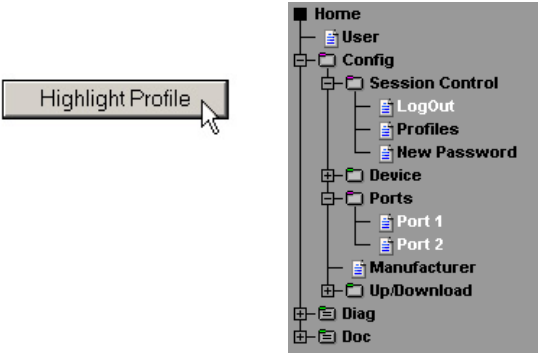 Highlight Profile
Home
User
Config
Session Control
LogOut
Profiles
New Password
Device
Ports
Port 1
Port 2
Manufacturer
Up/Download
Diag
Doc